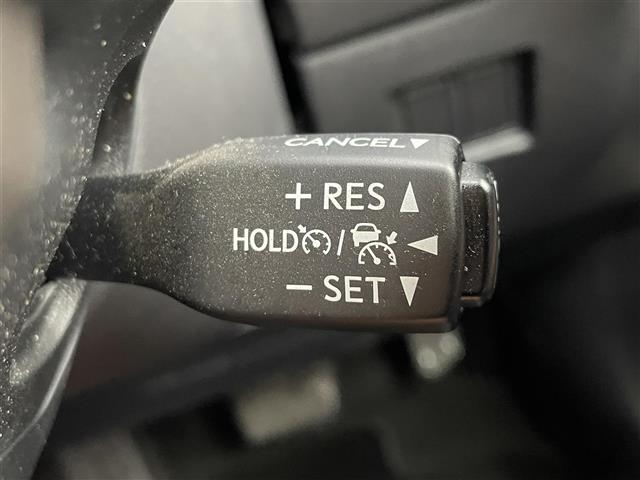 CANCEL▼
+ RES ▲
HOLD / ◀
− SET ▼